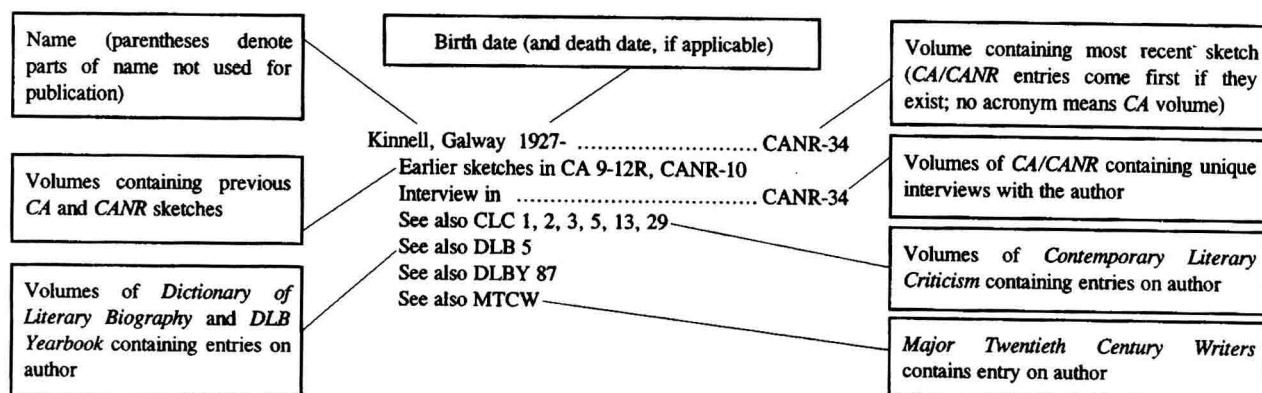 Name (parentheses denote
parts of name not used for
publication)
Birth date (and death date, if applicable)
Volume containing most recent sketch
(CA/CANR entries come first if they
exist; no acronym means CA volume)
Kinnell, Galway 1927- .................................... CANR-34
Earlier sketches in CA 9-12R, CANR-10
Interview in ........................................... CANR-34
See also CLC 1, 2, 3, 5, 13, 29
See also DLB 5
See also DLBY 87
See also MTCW
Volumes containing previous
CA and CANR sketches
Volumes of Dictionary of
Literary Biography and DLB
Yearbook containing entries on
author
Volumes of CA/CANR containing unique
interviews with the author
Volumes of Contemporary Literary
Criticism containing entries on author
Major Twentieth Century Writers
contains entry on author